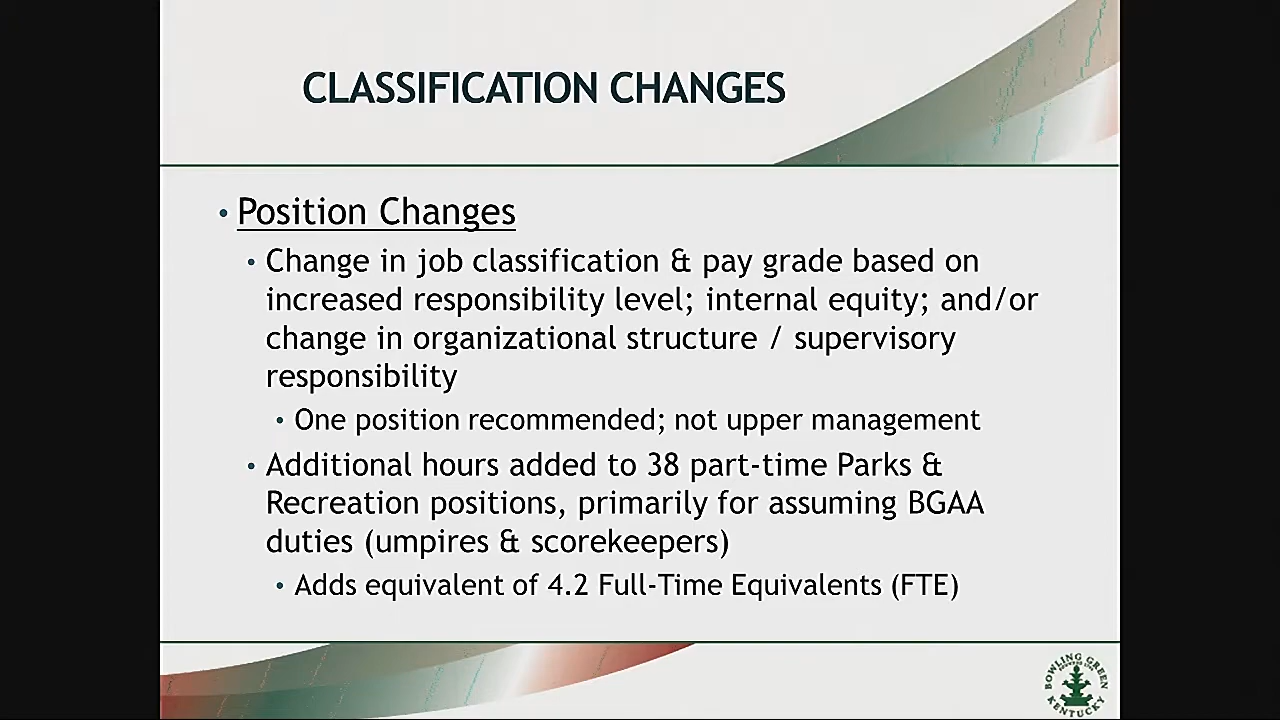 CLASSIFICATION CHANGES
• Position Changes
• Change in job classification & pay grade based on
increased responsibility level; internal equity; and/or
change in organizational structure / supervisory
responsibility
• One position recommended; not upper management
• Additional hours added to 38 part-time Parks &
Recreation positions, primarily for assuming BGAA
duties (umpires & scorekeepers)
• Adds equivalent of 4.2 Full-Time Equivalents (FTE)
BOWLING GREEN
KENTUCKY